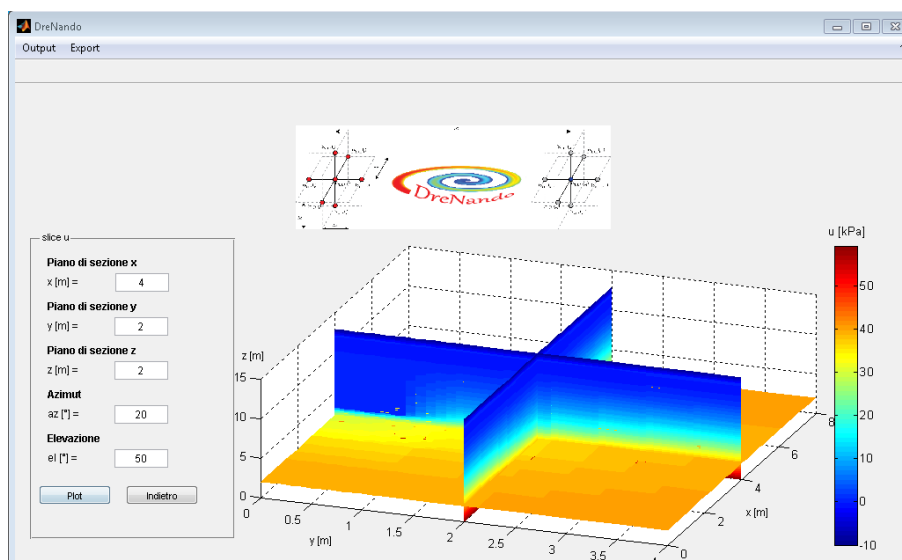 DreNando
Output Export
DreNando
slice u
Piano di sezione x
x [m] = 4
Piano di sezione y
y [m] = 2
Piano di sezione z
z [m] = 2
Azimut
az [°] = 20
Elevazione
el [°] = 50
Plot Indietro
z [m]
15
10
5
0
0 0.5 1 1.5 2 2.5 3 3.5
y [m]
0 2 4 6 8
x [m]
u [kPa]
50
40
30
20
10
0
-10